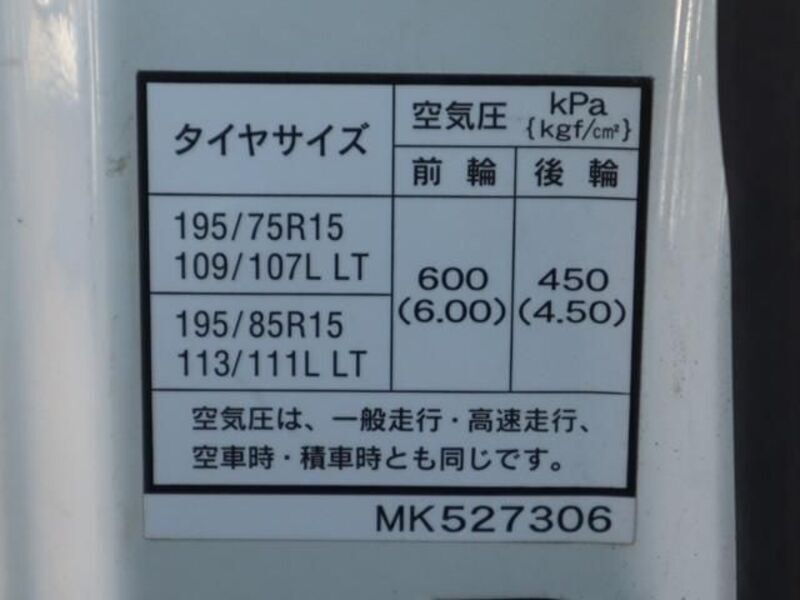 タイヤサイズ
空気圧 kPa
{kgf/cm²}
前輪 後輪
195/75R15
109/107L LT
600 450
(6.00) (4.50)
195/85R15
113/111L LT
空気圧は、一般走行・高速走行、
空車時・積車時とも同じです。
MK527306